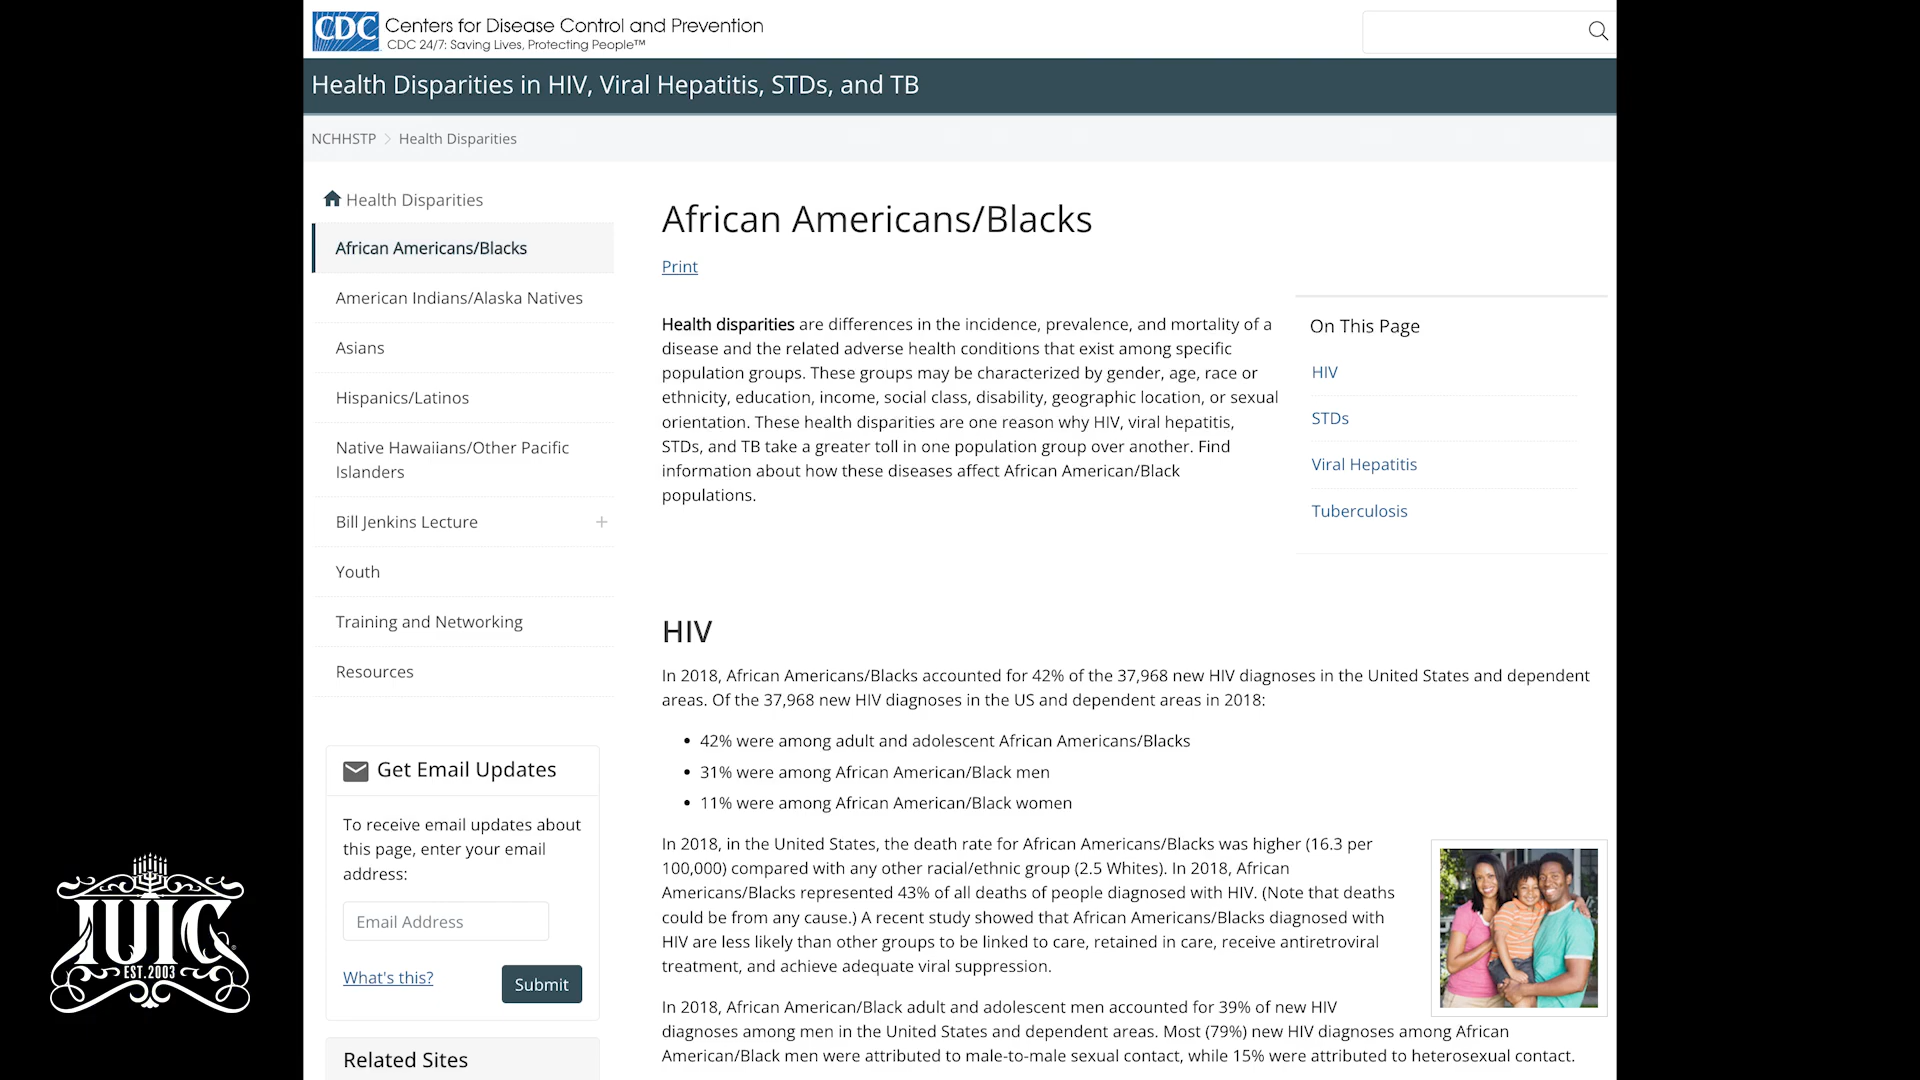 CDC Centers for Disease Control and Prevention
CDC 24/7: Saving Lives, Protecting People™
Health Disparities in HIV, Viral Hepatitis, STDs, and TB
NCHHSTP > Health Disparities
Health Disparities
African Americans/Blacks
American Indians/Alaska Natives
Asians
Hispanics/Latinos
Native Hawaiians/Other Pacific
Islanders
Bill Jenkins Lecture +
Youth
Training and Networking
Resources
Get Email Updates
To receive email updates about
this page, enter your email
address:
Email Address
What's this?
Submit
Related Sites
African Americans/Blacks
Print
Health disparities are differences in the incidence, prevalence, and mortality of a
disease and the related adverse health conditions that exist among specific
population groups. These groups may be characterized by gender, age, race or
ethnicity, education, income, social class, disability, geographic location, or sexual
orientation. These health disparities are one reason why HIV, viral hepatitis,
STDs, and TB take a greater toll in one population group over another. Find
information about how these diseases affect African American/Black
populations.
On This Page
HIV
STDs
Viral Hepatitis
Tuberculosis
HIV
In 2018, African Americans/Blacks accounted for 42% of the 37,968 new HIV diagnoses in the United States and dependent
areas. Of the 37,968 new HIV diagnoses in the US and dependent areas in 2018:
• 42% were among adult and adolescent African Americans/Blacks
• 31% were among African American/Black men
• 11% were among African American/Black women
In 2018, in the United States, the death rate for African Americans/Blacks was higher (16.3 per
100,000) compared with any other racial/ethnic group (2.5 Whites). In 2018, African
Americans/Blacks represented 43% of all deaths of people diagnosed with HIV. (Note that deaths
could be from any cause.) A recent study showed that African Americans/Blacks diagnosed with
HIV are less likely than other groups to be linked to care, retained in care, receive antiretroviral
treatment, and achieve adequate viral suppression.
In 2018, African American/Black adult and adolescent men accounted for 39% of new HIV
diagnoses among men in the United States and dependent areas. Most (79%) new HIV diagnoses among African
American/Black men were attributed to male-to-male sexual contact, while 15% were attributed to heterosexual contact.
IUIC
EST. 2003